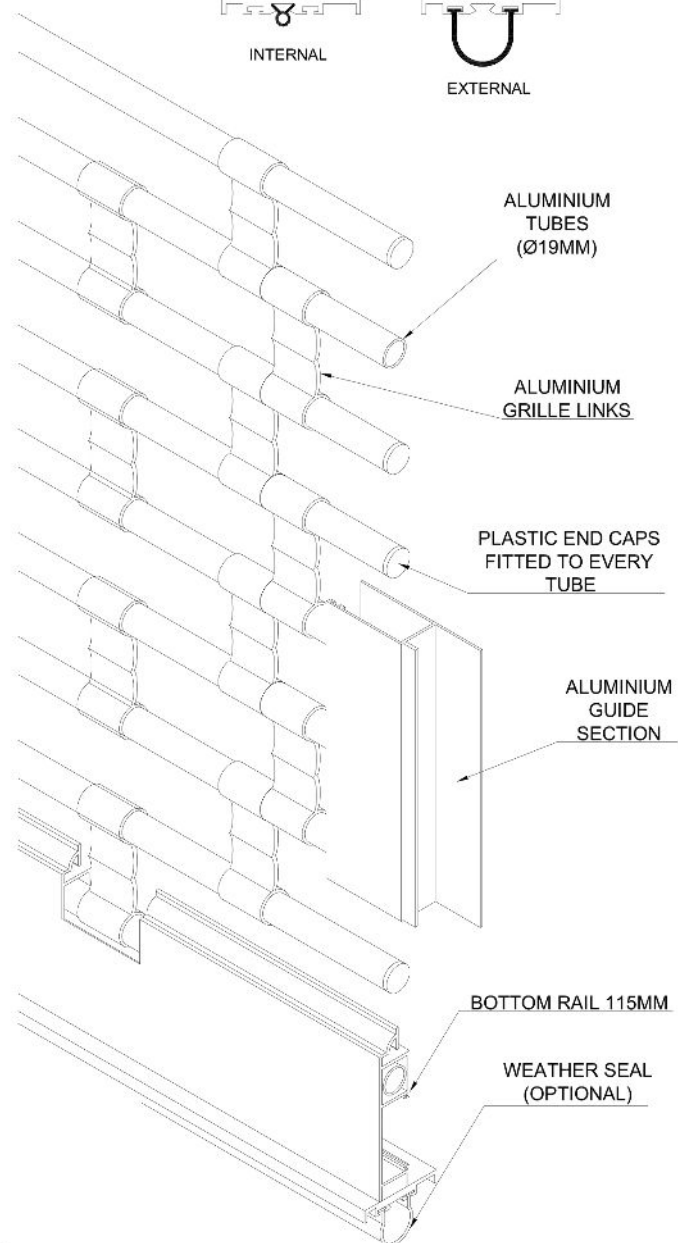 INTERNAL
EXTERNAL
ALUMINIUM
TUBES
(Ø19MM)
ALUMINIUM
GRILLE LINKS
PLASTIC END CAPS
FITTED TO EVERY
TUBE
ALUMINIUM
GUIDE
SECTION
BOTTOM RAIL 115MM
WEATHER SEAL
(OPTIONAL)